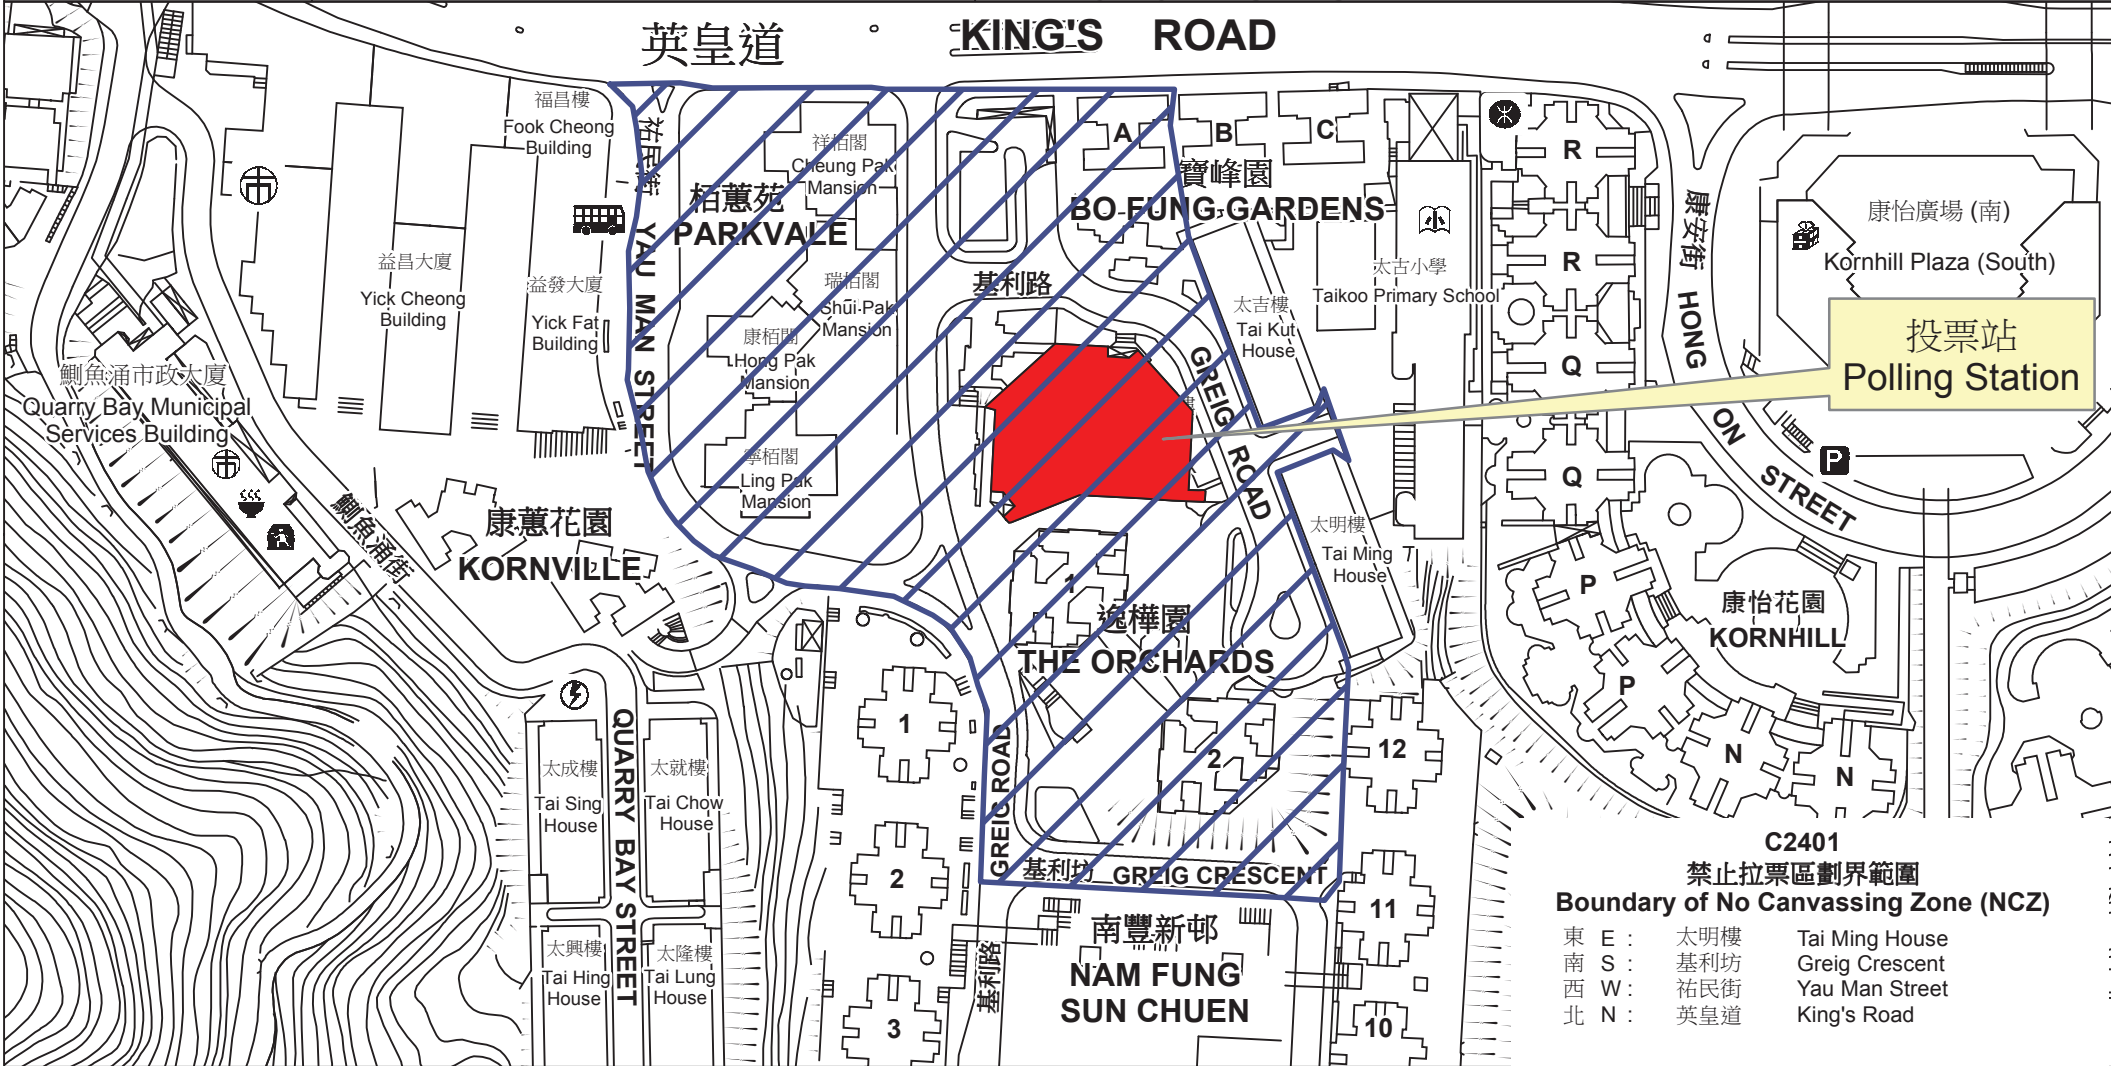 英皇道 KING'S ROAD
福昌樓
Fook Cheong
Building
祐民街 YAU MAN STREET
祥栢閣
Cheung Pak
Mansion
栢蕙苑
PARKVALE
A
B
C
寶峰園
BO FUNG GARDENS
R
R
Q
Q
康安街 HONG ON STREET
康怡廣場 (南)
Kornhill Plaza (South)
投票站
Polling Station
P
益昌大廈
Yick Cheong
Building
益發大廈
Yick Fat
Building
瑞栢閣
Shui Pak
Mansion
康栢閣
Hong Pak
Mansion
寧栢閣
Ling Pak
Mansion
基利路
GREIG ROAD
太吉樓
Tai Kut
House
太古小學
Taikoo Primary School
鰂魚涌市政大廈
Quarry Bay Municipal
Services Building
鰂魚涌街
康蕙花園
KORNVILLE
太明樓
Tai Ming
House
1
逸樺園
THE ORCHARDS
2
P
P
康怡花園
KORNHILL
N
N
QUARRY BAY STREET
太成樓
Tai Sing
House
太就樓
Tai Chow
House
太興樓
Tai Hing
House
太隆樓
Tai Lung
House
1
2
3
GREIG ROAD
基利路
基利坊 GREIG CRESCENT
12
11
10
南豐新邨
NAM FUNG
SUN CHUEN
C2401
禁止拉票區劃界範圍
Boundary of No Canvassing Zone (NCZ)
東 E : 太明樓 Tai Ming House
南 S : 基利坊 Greig Crescent
西 W : 祐民街 Yau Man Street
北 N : 英皇道 King's Road